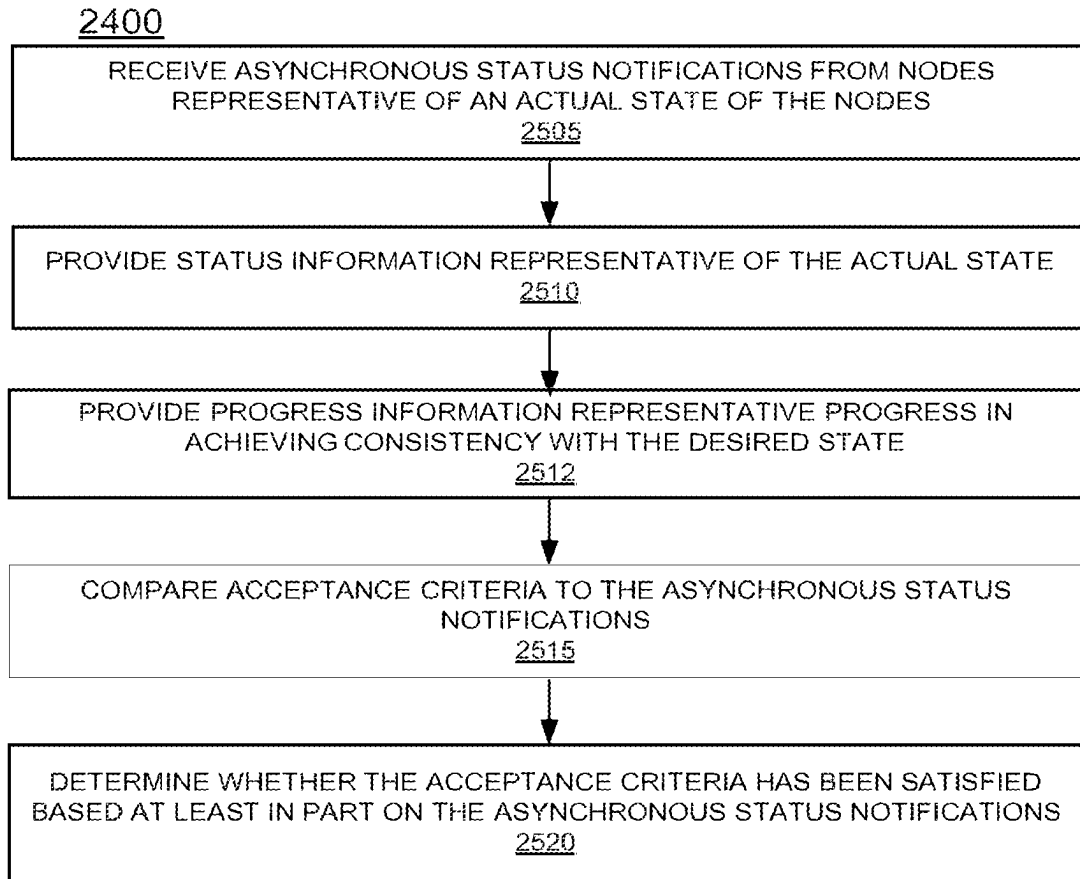 2400
RECEIVE ASYNCHRONOUS STATUS NOTIFICATIONS FROM NODES
REPRESENTATIVE OF AN ACTUAL STATE OF THE NODES
2505
PROVIDE STATUS INFORMATION REPRESENTATIVE OF THE ACTUAL STATE
2510
PROVIDE PROGRESS INFORMATION REPRESENTATIVE PROGRESS IN
ACHIEVING CONSISTENCY WITH THE DESIRED STATE
2512
COMPARE ACCEPTANCE CRITERIA TO THE ASYNCHRONOUS STATUS
NOTIFICATIONS
2515
DETERMINE WHETHER THE ACCEPTANCE CRITERIA HAS BEEN SATISFIED
BASED AT LEAST IN PART ON THE ASYNCHRONOUS STATUS NOTIFICATIONS
2520